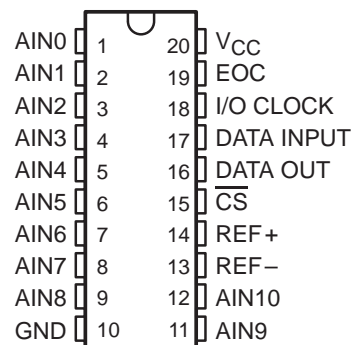 AIN0 1 20 VCC
AIN1 2 19 EOC
AIN2 3 18 I/O CLOCK
AIN3 4 17 DATA INPUT
AIN4 5 16 DATA OUT
AIN5 6 15 C̅S̅
AIN6 7 14 REF+
AIN7 8 13 REF–
AIN8 9 12 AIN10
GND 10 11 AIN9